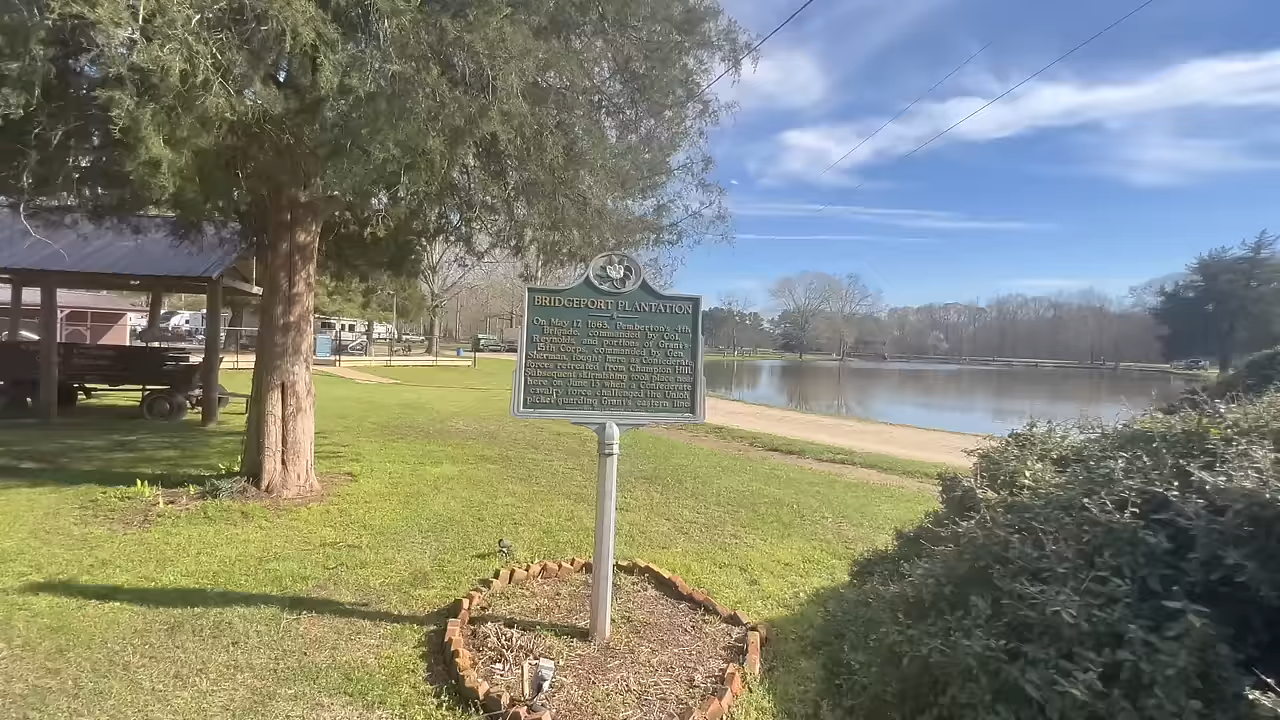 BRIDGEPORT PLANTATION
On May 17, 1863, Pemberton's 4th
Brigade, commanded by Col.
Reynolds, and portions of Grant's
15th Corps, commanded by Gen.
Sherman, fought here as Confederate
forces retreated from Champion Hill.
Subsequent skirmishing took place near
here on June 13 when a Confederate
cavalry force challenged the Union
picket guarding Grant's eastern line.